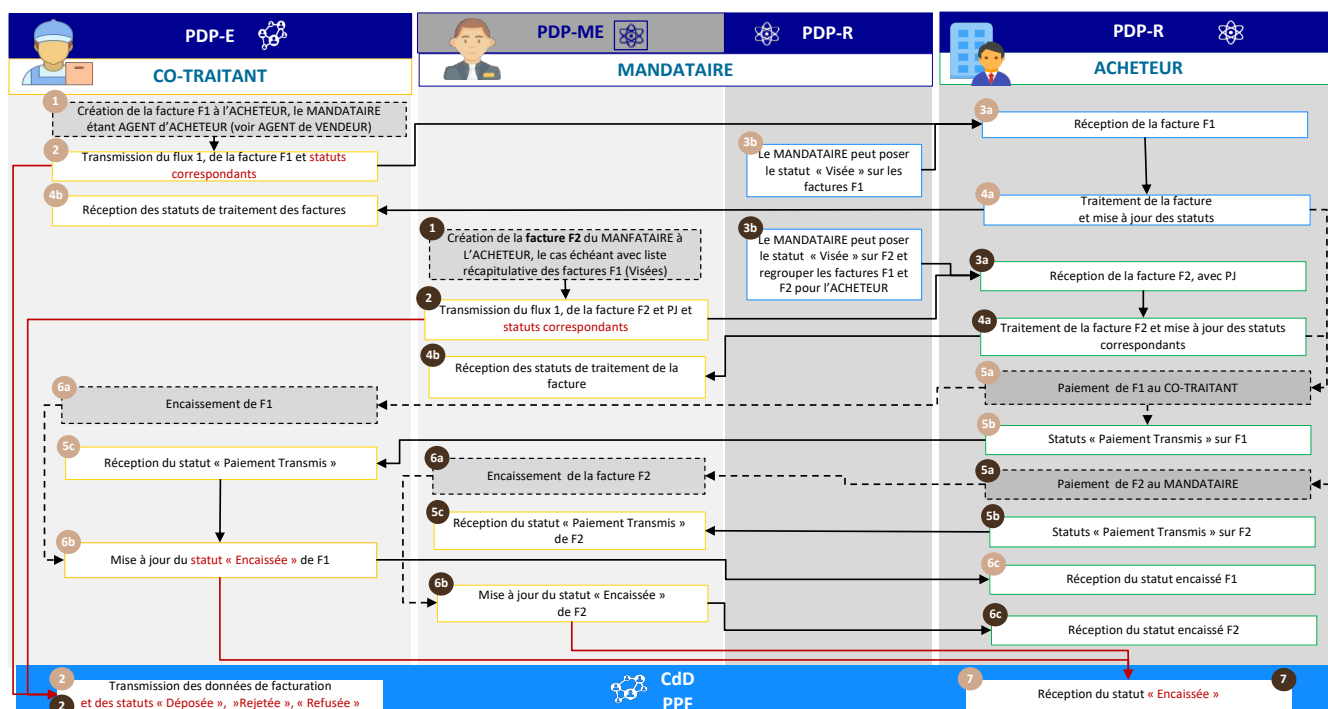 PDP-E
PDP-ME
PDP-R
PDP-R
CO-TRAITANT
MANDATAIRE
ACHETEUR
1
Création de la facture F1 à l'ACHETEUR, le MANDATAIRE
étant AGENT d'ACHETEUR (voir AGENT de VENDEUR)
3a
Réception de la facture F1
2
Transmission du flux 1, de la facture F1 et statuts
correspondants
3b
Le MANDATAIRE peut poser
le statut « Visée » sur les
factures F1
4b
Réception des statuts de traitement des factures
4a
Traitement de la facture
et mise à jour des statuts
1
Création de la facture F2 du MANFATAIRE à
L'ACHETEUR, le cas échéant avec liste
récapitulative des factures F1 (Visées)
3b
Le MANDATAIRE peut poser
le statut « Visée » sur F2 et
regrouper les factures F1 et
F2 pour l'ACHETEUR
3a
Réception de la facture F2, avec PJ
2
Transmission du flux 1, de la facture F2 et PJ et
statuts correspondants
4a
Traitement de la facture F2 et mise à jour des statuts
correspondants
4b
Réception des statuts de traitement de la
facture
5a
Paiement de F1 au CO-TRAITANT
6a
Encaissement de F1
5b
Statuts « Paiement Transmis » sur F1
5c
Réception du statut « Paiement Transmis »
6a
Encaissement de la facture F2
5a
Paiement de F2 au MANDATAIRE
5c
Réception du statut « Paiement Transmis »
de F2
5b
Statuts « Paiement Transmis » sur F2
6b
Mise à jour du statut « Encaissée » de F1
6c
Réception du statut encaissé F1
6b
Mise à jour du statut « Encaissée »
de F2
6c
Réception du statut encaissé F2
2
Transmission des données de facturation
2
et des statuts « Déposée », »Rejetée », « Refusée »
CdD
PPF
7
Réception du statut « Encaissée »
7